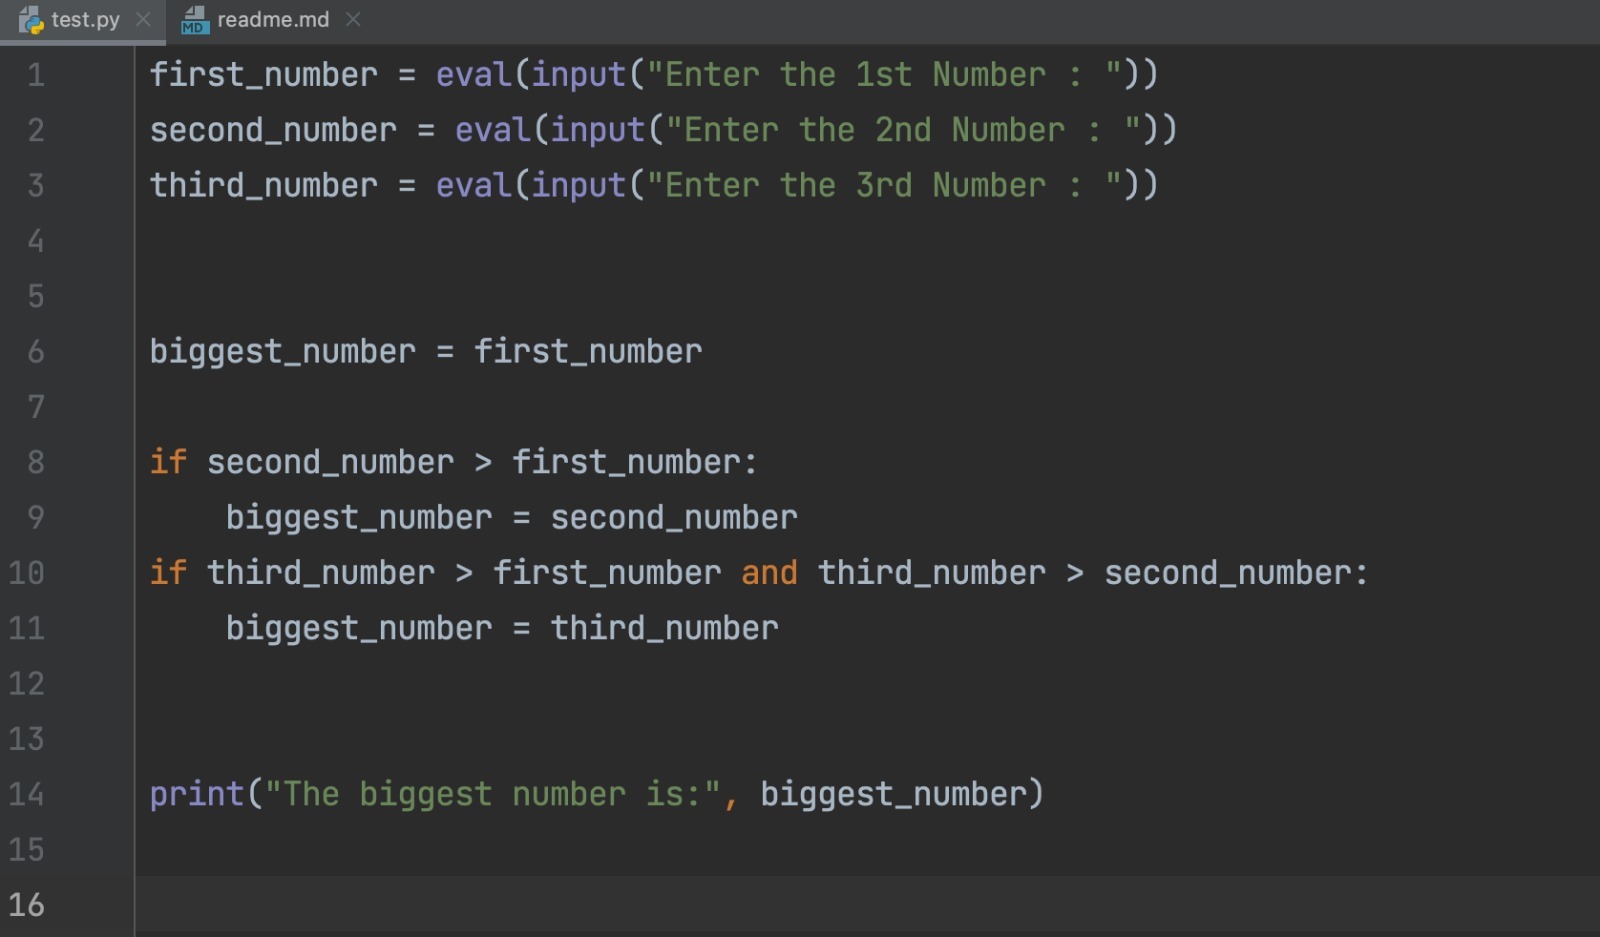 test.py readme.md
1 first_number = eval(input("Enter the 1st Number : "))
2 second_number = eval(input("Enter the 2nd Number : "))
3 third_number = eval(input("Enter the 3rd Number : "))
4
5
6 biggest_number = first_number
7
8 if second_number > first_number:
9     biggest_number = second_number
10 if third_number > first_number and third_number > second_number:
11     biggest_number = third_number
12
13
14 print("The biggest number is:", biggest_number)
15
16